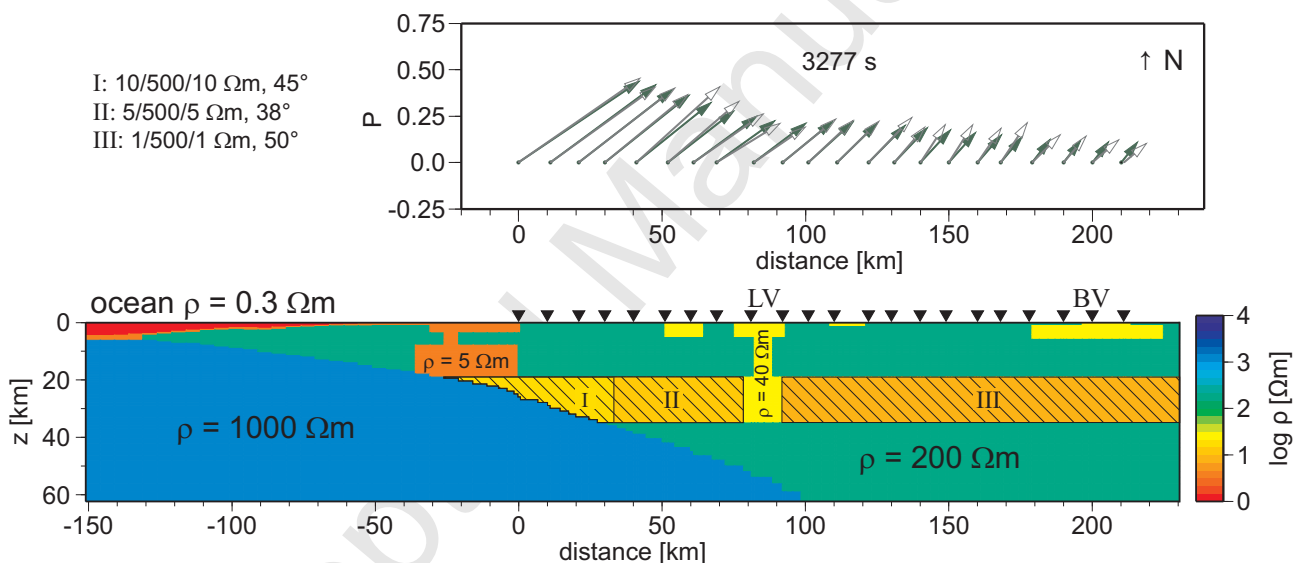 0.75
0.50
0.25
0.0
-0.25
P
3277 s
↑ N
I: 10/500/10 Ωm, 45°
II: 5/500/5 Ωm, 38°
III: 1/500/1 Ωm, 50°
0 50 100 150 200
distance [km]
ocean ρ = 0.3 Ωm
LV
BV
0
20
40
60
z [km]
ρ = 5 Ωm
ρ = 40 Ωm
I
II
III
ρ = 1000 Ωm
ρ = 200 Ωm
-150 -100 -50 0 50 100 150 200
distance [km]
4
3
2
1
0
log ρ [Ωm]